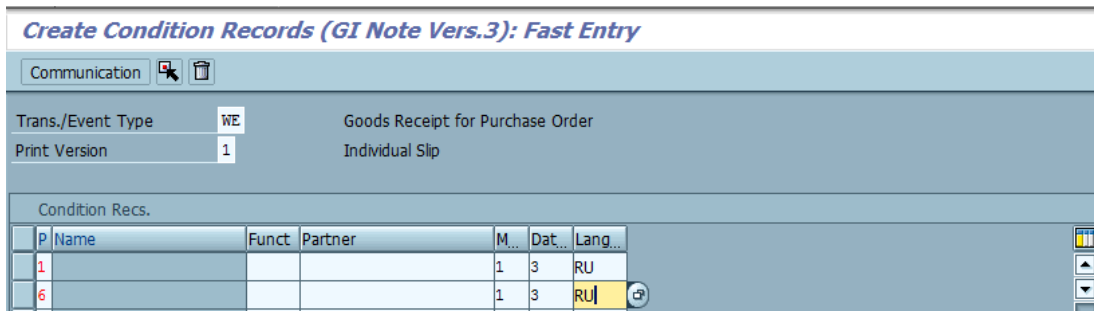 Create Condition Records (GI Note Vers.3): Fast Entry
Communication
Trans./Event Type WE Goods Receipt for Purchase Order
Print Version 1 Individual Slip
Condition Recs.
P Name Funct Partner M... Dat... Lang...
1 1 3 RU
6 1 3 RU